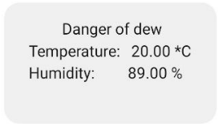 Danger of dew
Temperature: 20.00 *C
Humidity: 89.00 %